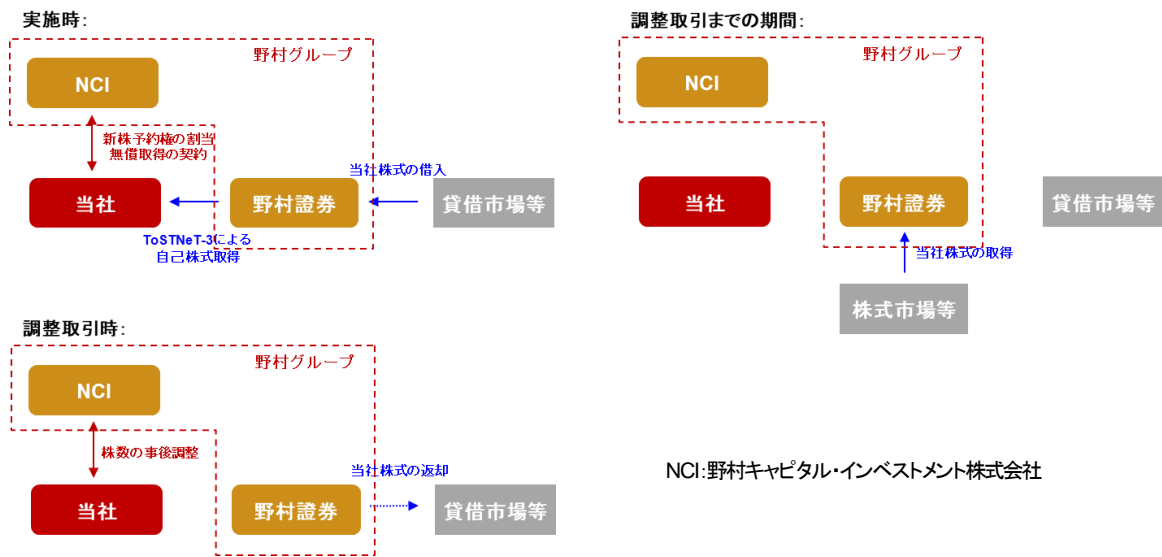 実施時：
野村グループ
NCI
新株予約権の割当
無償取得の契約
当社株式の借入
当社
野村證券
貸借市場等
ToSTNeT-3による
自己株式取得
調整取引までの期間：
野村グループ
NCI
当社
野村證券
貸借市場等
当社株式の取得
株式市場等
調整取引時：
野村グループ
NCI
株数の事後調整
当社株式の返却
当社
野村證券
貸借市場等
NCI：野村キャピタル・インベストメント株式会社